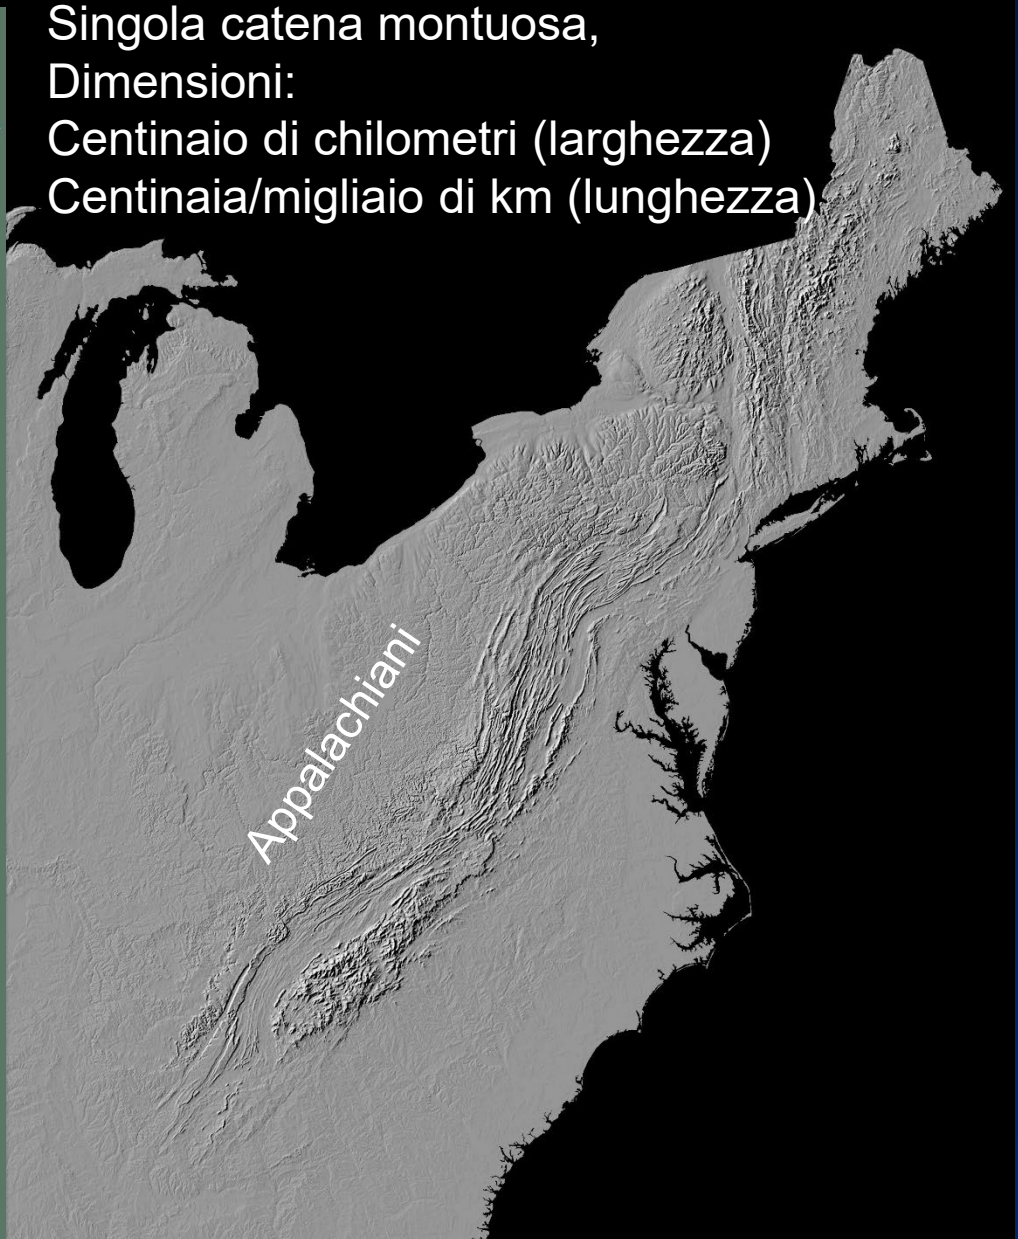 Singola catena montuosa,
Dimensioni:
Centinaio di chilometri (larghezza)
Centinaia/migliaio di km (lunghezza)
Appalachiani